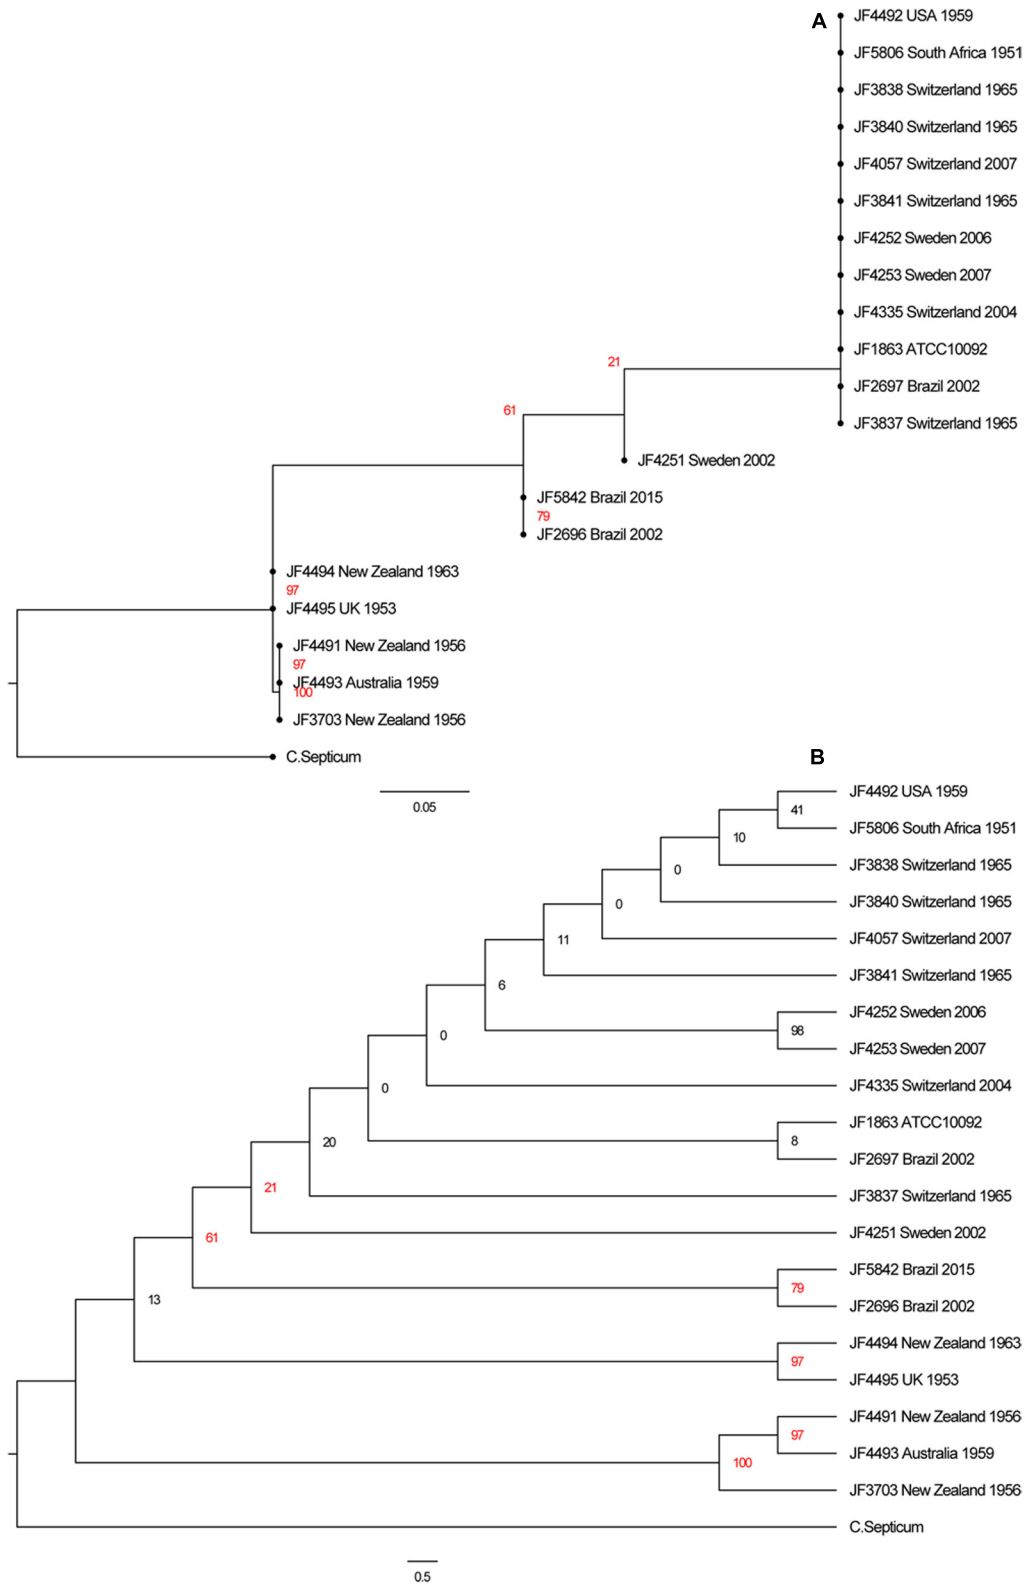 A
JF4492 USA 1959
JF5806 South Africa 1951
JF3838 Switzerland 1965
JF3840 Switzerland 1965
JF4057 Switzerland 2007
JF3841 Switzerland 1965
JF4252 Sweden 2006
JF4253 Sweden 2007
JF4335 Switzerland 2004
JF1863 ATCC10092
21
JF2697 Brazil 2002
61
JF3837 Switzerland 1965
JF4251 Sweden 2002
JF5842 Brazil 2015
79
JF2696 Brazil 2002
JF4494 New Zealand 1963
97
JF4495 UK 1953
JF4491 New Zealand 1956
97
JF4493 Australia 1959
100
JF3703 New Zealand 1956
C.Septicum
0.05
B
JF4492 USA 1959
41
JF5806 South Africa 1951
10
JF3838 Switzerland 1965
0
JF3840 Switzerland 1965
0
JF4057 Switzerland 2007
11
JF3841 Switzerland 1965
6
JF4252 Sweden 2006
98
JF4253 Sweden 2007
0
JF4335 Switzerland 2004
0
JF1863 ATCC10092
8
JF2697 Brazil 2002
20
JF3837 Switzerland 1965
21
JF4251 Sweden 2002
61
JF5842 Brazil 2015
79
JF2696 Brazil 2002
13
JF4494 New Zealand 1963
97
JF4495 UK 1953
JF4491 New Zealand 1956
97
JF4493 Australia 1959
100
JF3703 New Zealand 1956
C.Septicum
0.5